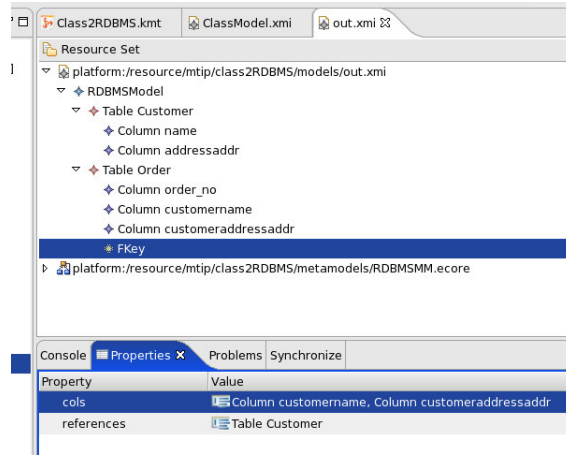 Class2RDBMS.kmt ClassModel.xmi out.xmi
Resource Set
platform:/resource/mtip/class2RDBMS/models/out.xmi
RDBMSModel
Table Customer
Column name
Column addressaddr
Table Order
Column order_no
Column customername
Column customeraddressaddr
FKey
platform:/resource/mtip/class2RDBMS/metamodels/RDBMSMM.ecore
Console Properties Problems Synchronize
Property Value
cols Column customername, Column customeraddressaddr
references Table Customer